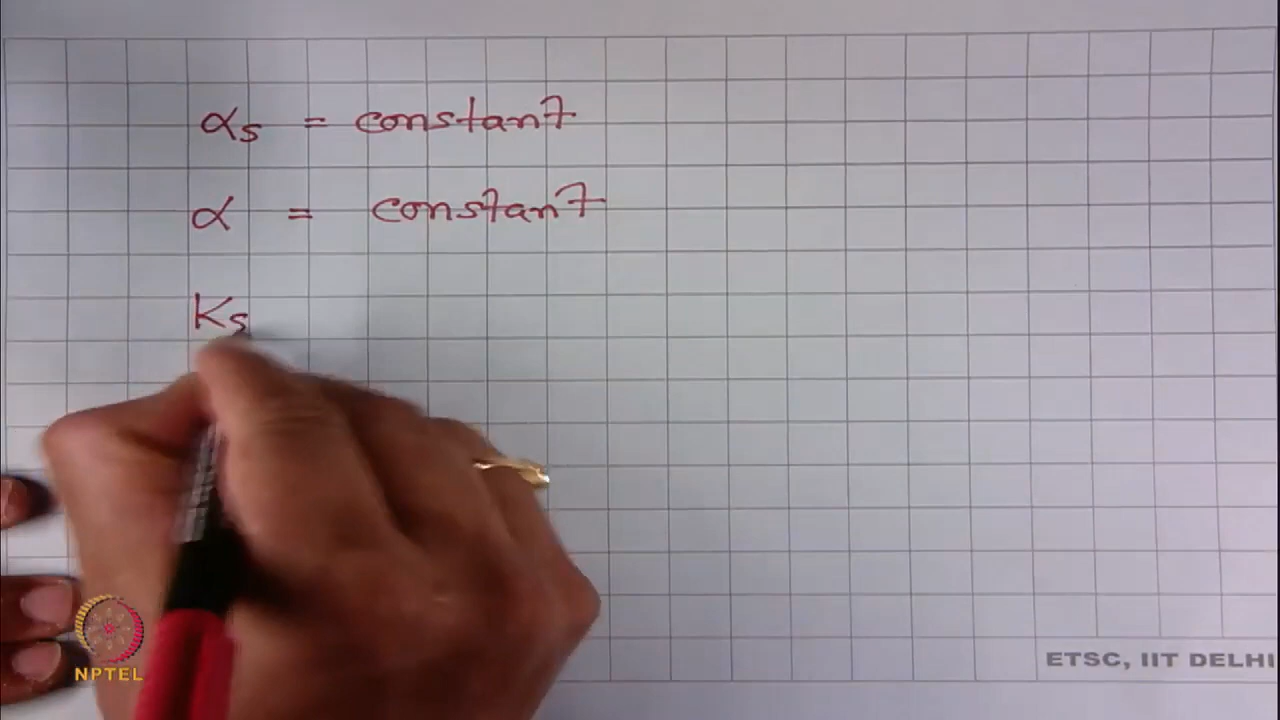 αs = constant
α = constant
Ks
NPTEL
ETSC, IIT DELHI